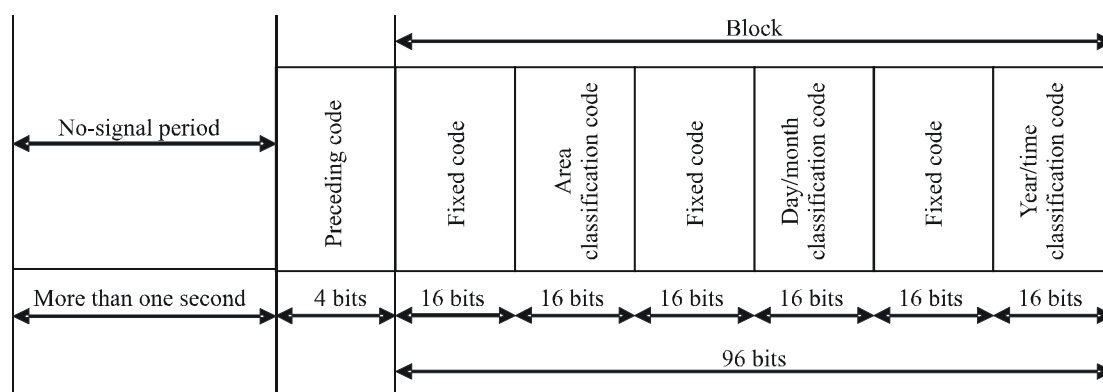 Block
No-signal period
Preceding code
Fixed code
Area
classification code
Fixed code
Day/month
classification code
Fixed code
Year/time
classification code
More than one second
4 bits
16 bits
16 bits
16 bits
16 bits
16 bits
16 bits
96 bits